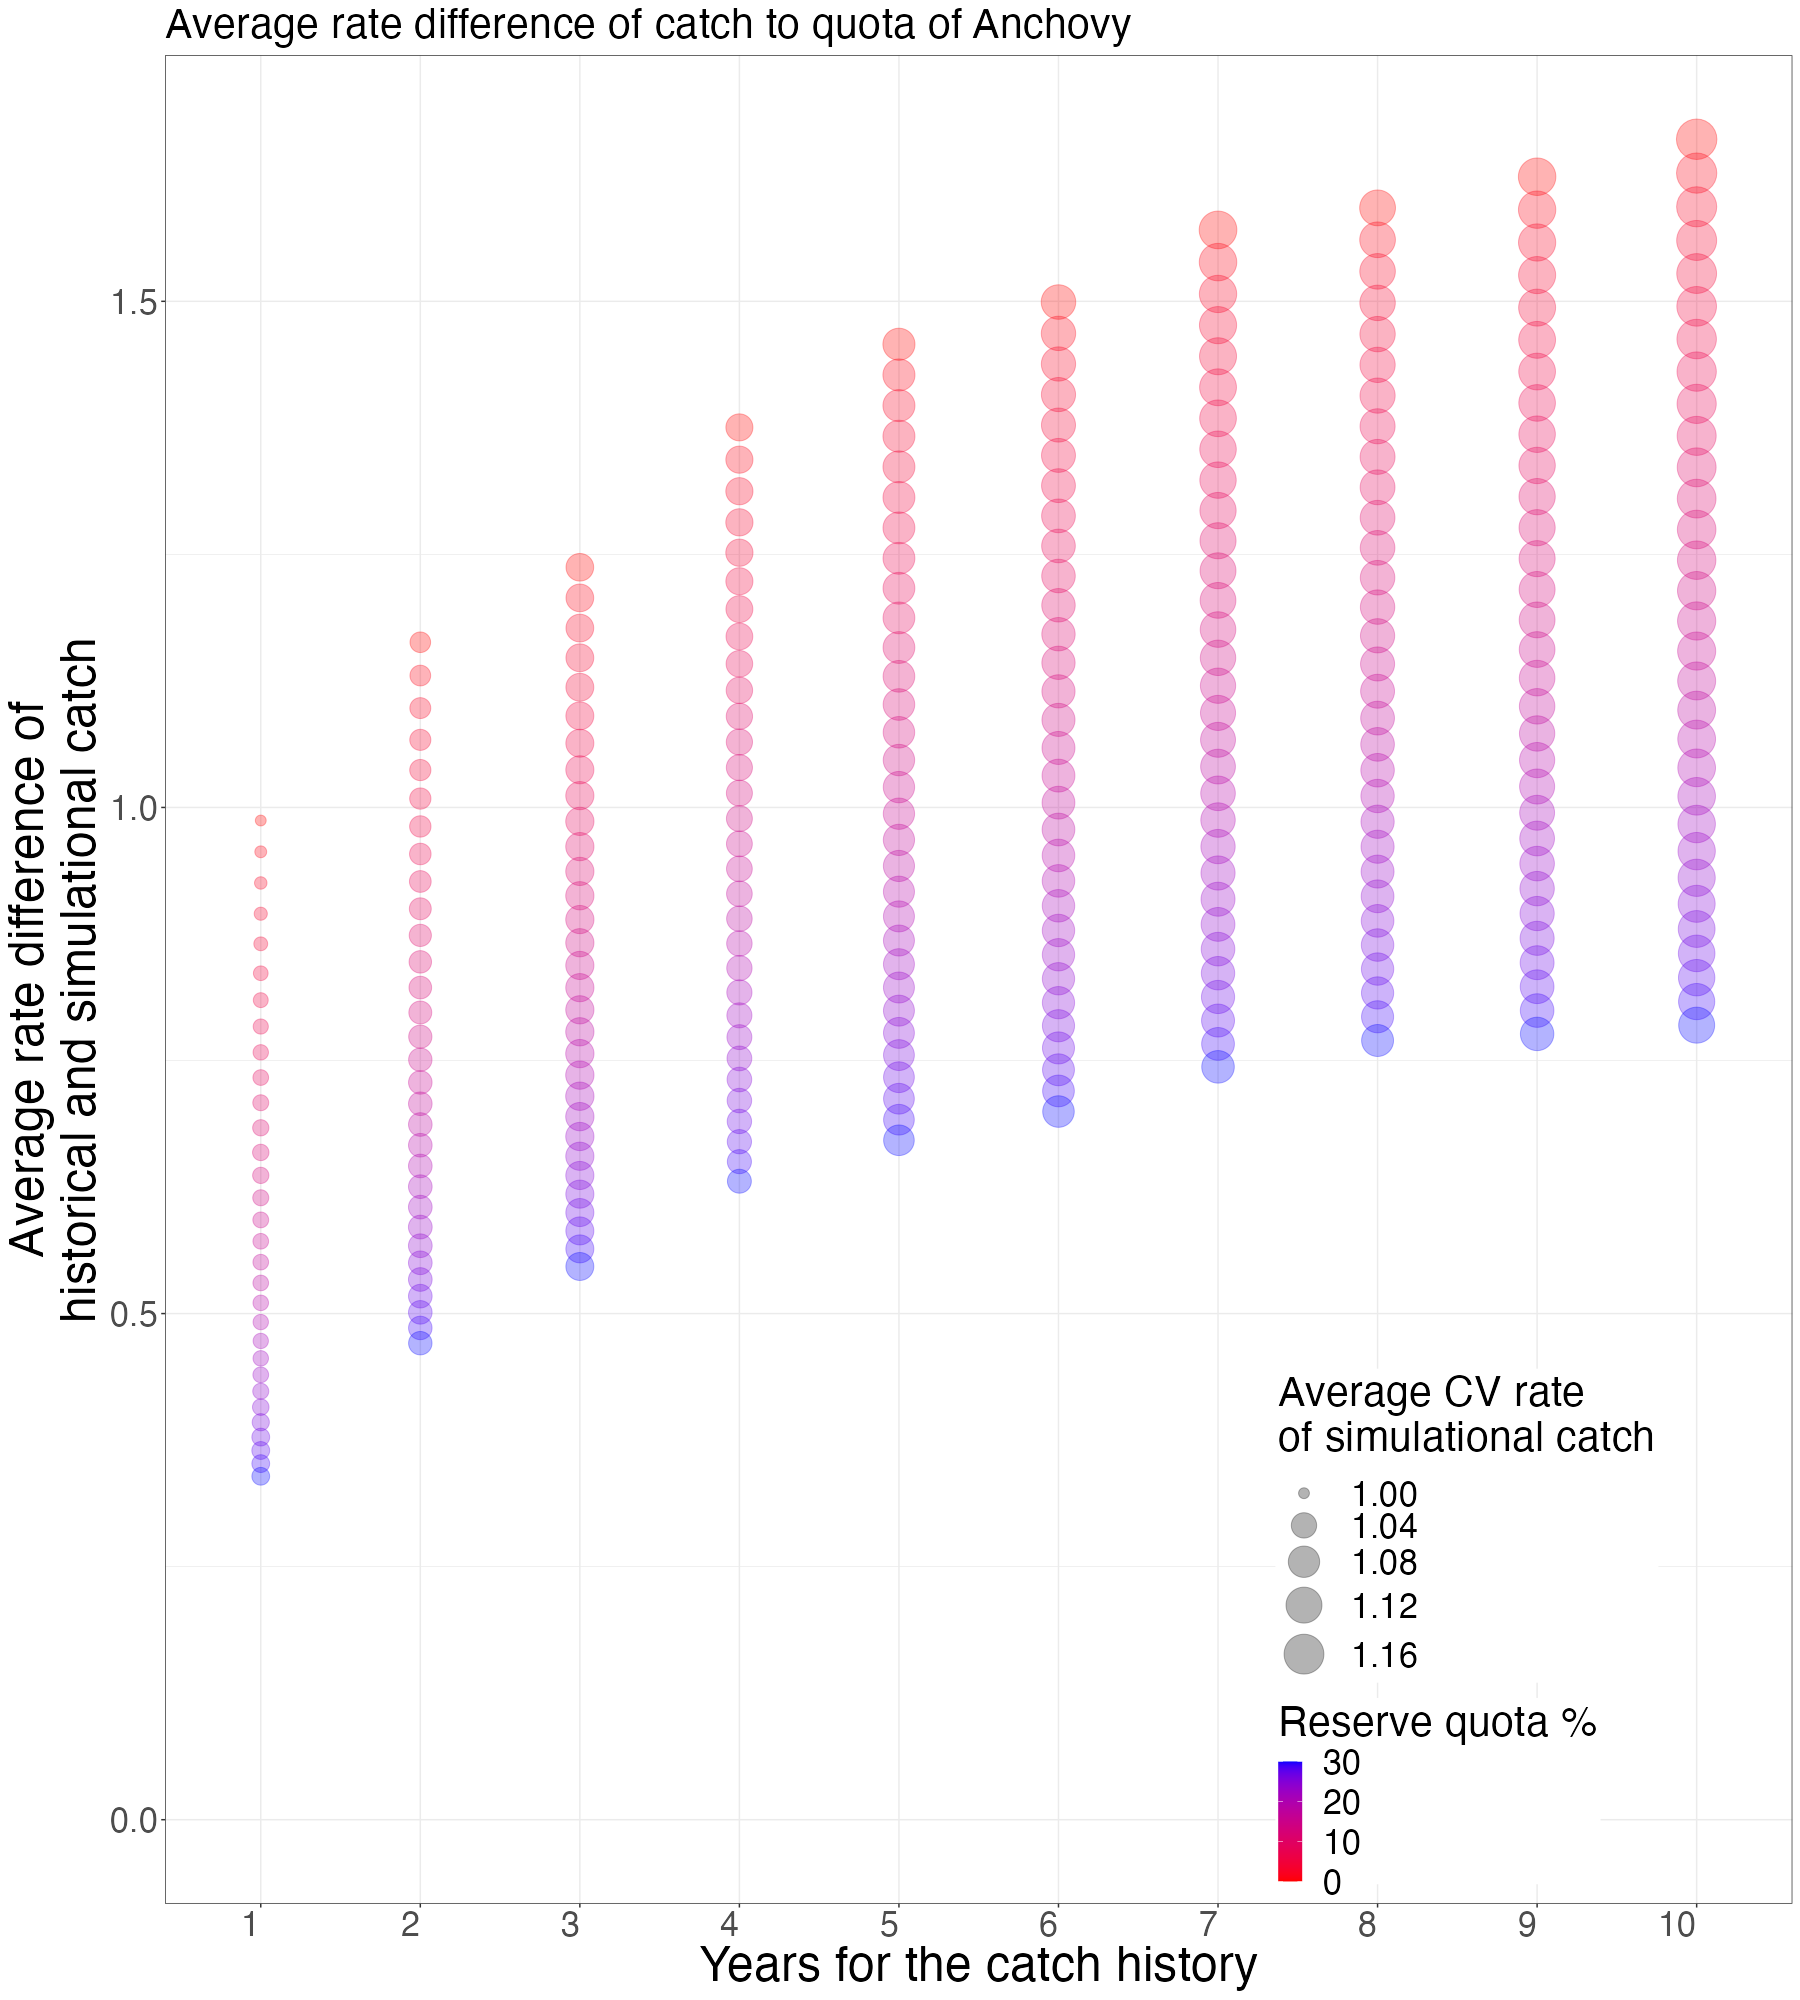 Average rate difference of catch to quota of Anchovy
Average rate difference of
historical and simulational catch
1.5
1.0
0.5
0.0
Average CV rate
of simulational catch
1.00
1.04
1.08
1.12
1.16
Reserve quota %
30
20
10
0
1 2 3 4 5 6 7 8 9 10
Years for the catch history